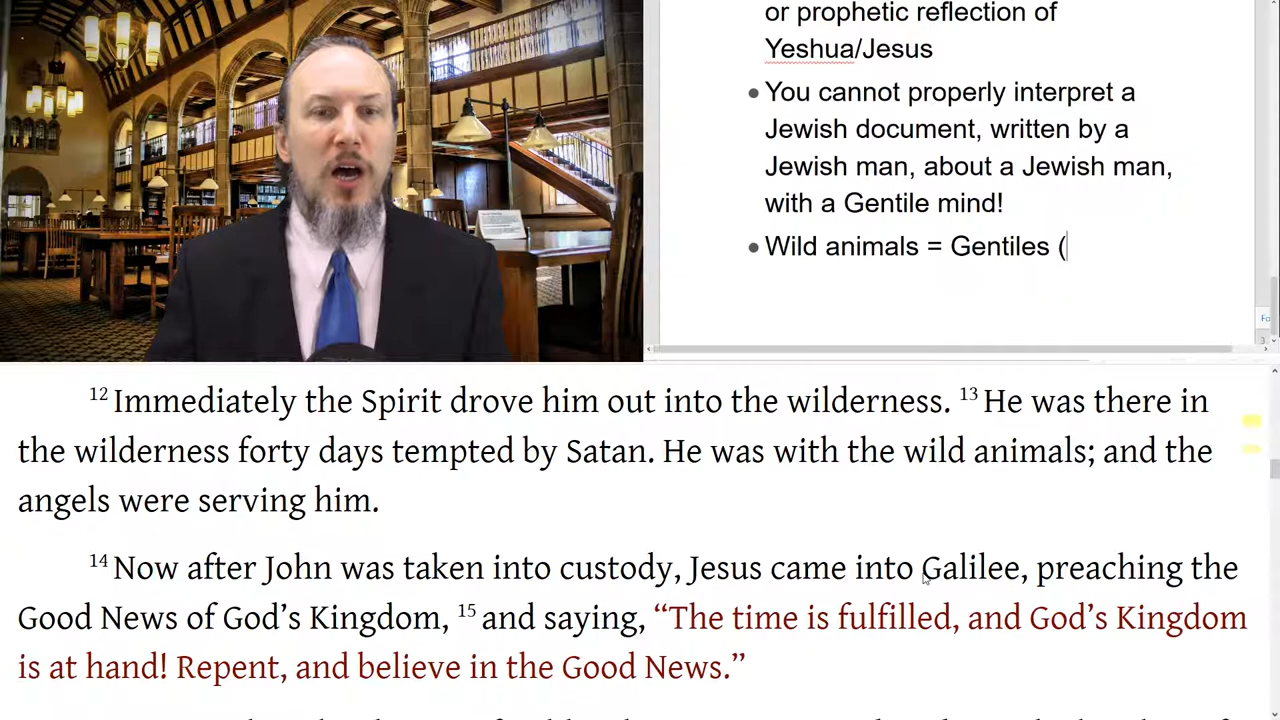 or prophetic reflection of
Yeshua/Jesus
• You cannot properly interpret a
Jewish document, written by a
Jewish man, about a Jewish man,
with a Gentile mind!
• Wild animals = Gentiles (
Fo
3
12 Immediately the Spirit drove him out into the wilderness. 13 He was there in
the wilderness forty days tempted by Satan. He was with the wild animals; and the
angels were serving him.
14 Now after John was taken into custody, Jesus came into Galilee, preaching the
Good News of God’s Kingdom, 15 and saying, “The time is fulfilled, and God’s Kingdom
is at hand! Repent, and believe in the Good News.”